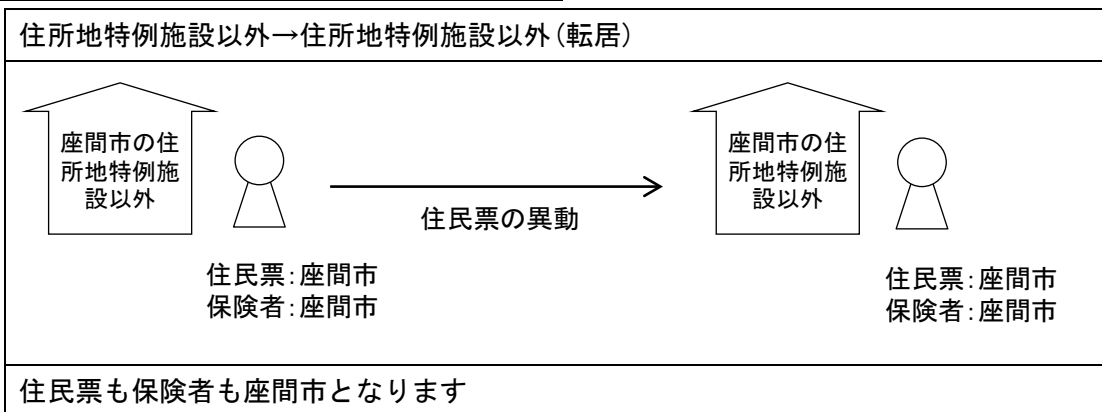 住所地特例施設以外→住所地特例施設以外(転居)
座間市の住
所地特例施
設以外
座間市の住
所地特例施
設以外
住民票の異動
住民票:座間市
保険者:座間市
住民票:座間市
保険者:座間市
住民票も保険者も座間市となります